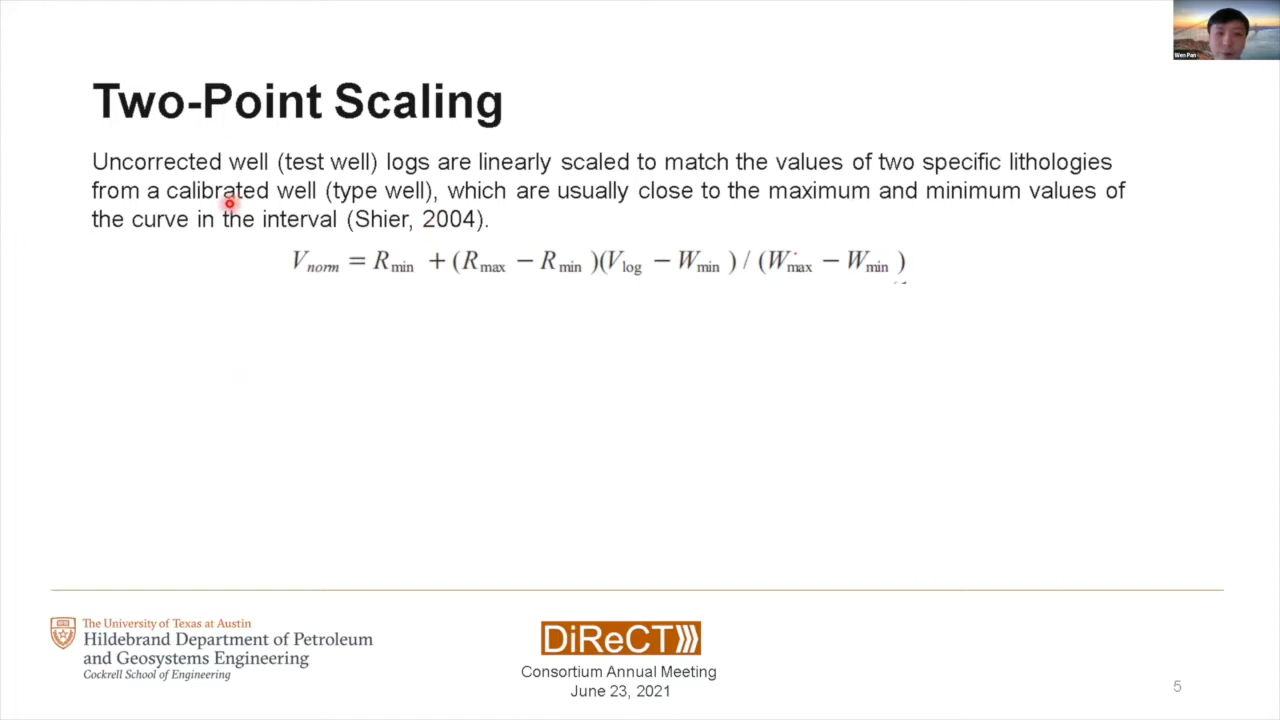 Wen Pan
Two-Point Scaling
Uncorrected well (test well) logs are linearly scaled to match the values of two specific lithologies
from a calibrated well (type well), which are usually close to the maximum and minimum values of
the curve in the interval (Shier, 2004).
V_norm = R_min + (R_max − R_min)(V_log − W_min) / (W_max − W_min)
The University of Texas at Austin
Hildebrand Department of Petroleum
and Geosystems Engineering
Cockrell School of Engineering
DiReCT
Consortium Annual Meeting
June 23, 2021
5